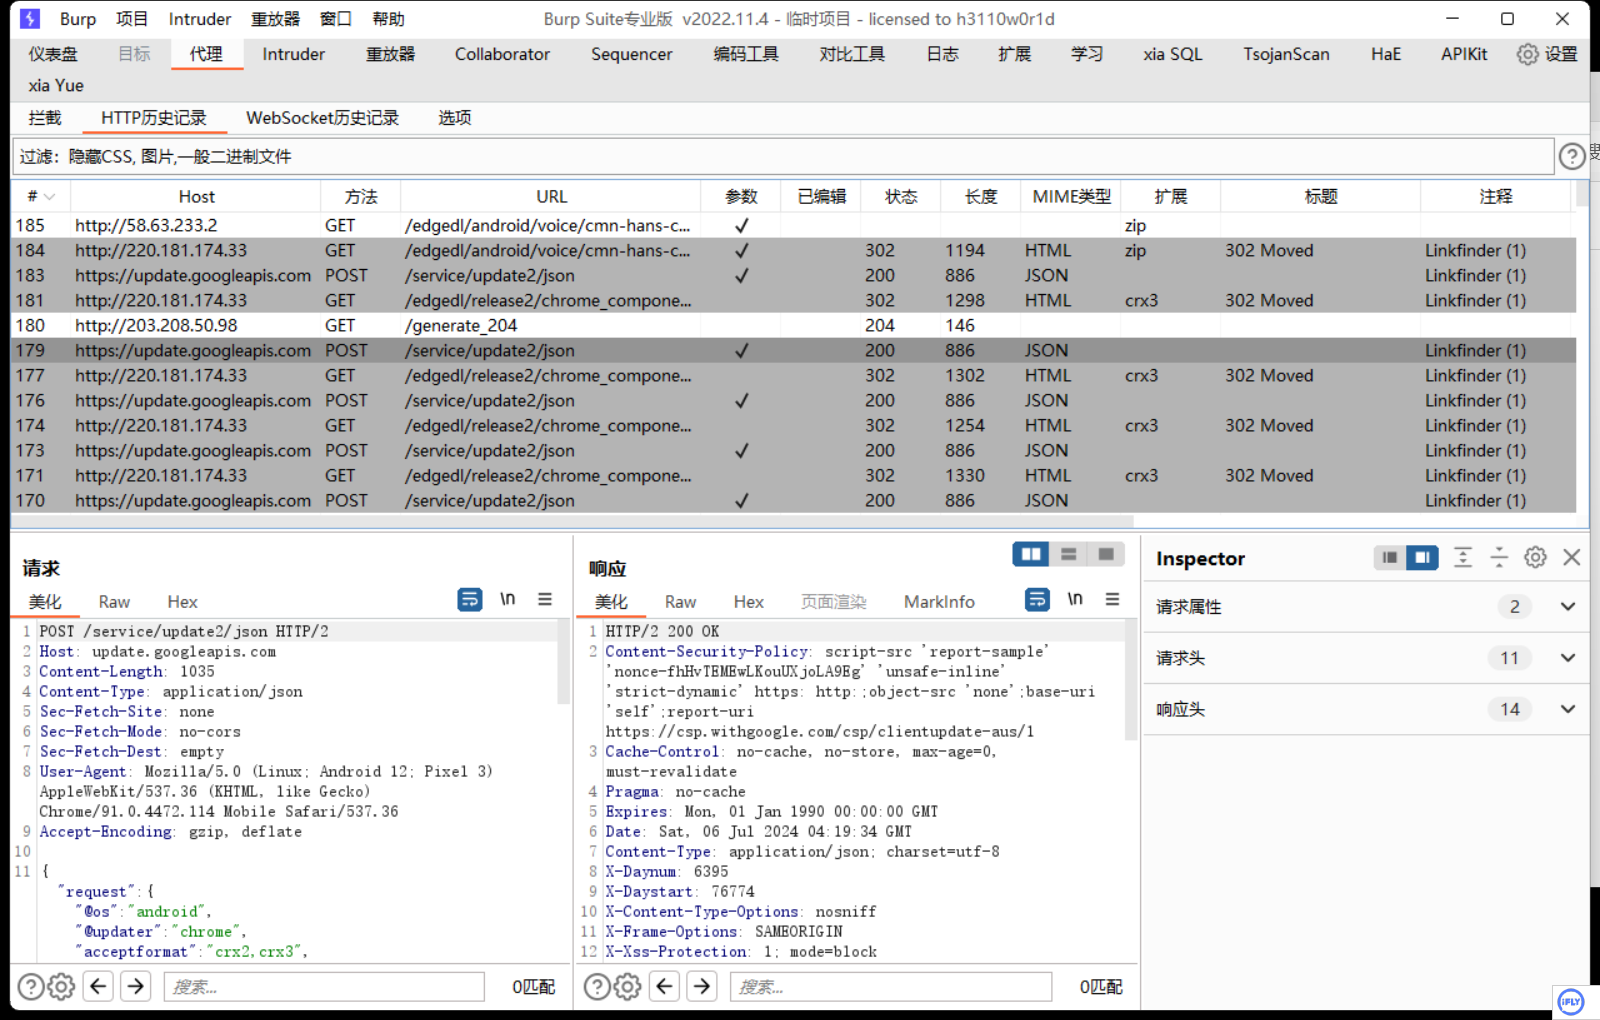 Burp 项目 Intruder 重放器 窗口 帮助 Burp Suite专业版 v2022.11.4 - 临时项目 - licensed to h3110w0r1d
仪表盘 目标 代理 Intruder 重放器 Collaborator Sequencer 编码工具 对比工具 日志 扩展 学习 xia SQL TsojanScan HaE APIKit 设置
xia Yue
拦截 HTTP历史记录 WebSocket历史记录 选项
过滤: 隐藏CSS, 图片,一般二进制文件
搜
# Host 方法 URL 参数 已编辑 状态 长度 MIME类型 扩展 标题 注释
185 http://58.63.233.2 GET /edgedl/android/voice/cmn-hans-c... ✓ zip
184 http://220.181.174.33 GET /edgedl/android/voice/cmn-hans-c... ✓ 302 1194 HTML zip 302 Moved Linkfinder (1)
183 https://update.googleapis.com POST /service/update2/json ✓ 200 886 JSON Linkfinder (1)
181 http://220.181.174.33 GET /edgedl/release2/chrome_compone... 302 1298 HTML crx3 302 Moved Linkfinder (1)
180 http://203.208.50.98 GET /generate_204 204 146
179 https://update.googleapis.com POST /service/update2/json ✓ 200 886 JSON Linkfinder (1)
177 http://220.181.174.33 GET /edgedl/release2/chrome_compone... 302 1302 HTML crx3 302 Moved Linkfinder (1)
176 https://update.googleapis.com POST /service/update2/json ✓ 200 886 JSON Linkfinder (1)
174 http://220.181.174.33 GET /edgedl/release2/chrome_compone... 302 1254 HTML crx3 302 Moved Linkfinder (1)
173 https://update.googleapis.com POST /service/update2/json ✓ 200 886 JSON Linkfinder (1)
171 http://220.181.174.33 GET /edgedl/release2/chrome_compone... 302 1330 HTML crx3 302 Moved Linkfinder (1)
170 https://update.googleapis.com POST /service/update2/json ✓ 200 886 JSON Linkfinder (1)
请求
美化 Raw Hex \n
1 POST /service/update2/json HTTP/2
2 Host: update.googleapis.com
3 Content-Length: 1035
4 Content-Type: application/json
5 Sec-Fetch-Site: none
6 Sec-Fetch-Mode: no-cors
7 Sec-Fetch-Dest: empty
8 User-Agent: Mozilla/5.0 (Linux; Android 12; Pixel 3)
AppleWebKit/537.36 (KHTML, like Gecko)
Chrome/91.0.4472.114 Mobile Safari/537.36
9 Accept-Encoding: gzip, deflate
10
11 {
"request":{
"@os":"android",
"@updater":"chrome",
"acceptformat":"crx2,crx3",
搜索... 0匹配
响应
美化 Raw Hex 页面渲染 MarkInfo \n
1 HTTP/2 200 OK
2 Content-Security-Policy: script-src 'report-sample'
'nonce-fhHvTEMEwLKouUXjoLA9Eg' 'unsafe-inline'
'strict-dynamic' https: http:;object-src 'none';base-uri
'self';report-uri
https://csp.withgoogle.com/csp/clientupdate-aus/1
3 Cache-Control: no-cache, no-store, max-age=0,
must-revalidate
4 Pragma: no-cache
5 Expires: Mon, 01 Jan 1990 00:00:00 GMT
6 Date: Sat, 06 Jul 2024 04:19:34 GMT
7 Content-Type: application/json; charset=utf-8
8 X-Daynum: 6395
9 X-Daystart: 76774
10 X-Content-Type-Options: nosniff
11 X-Frame-Options: SAMEORIGIN
12 X-Xss-Protection: 1; mode=block
搜索... 0匹配
Inspector
请求属性 2
请求头 11
响应头 14
iFLY